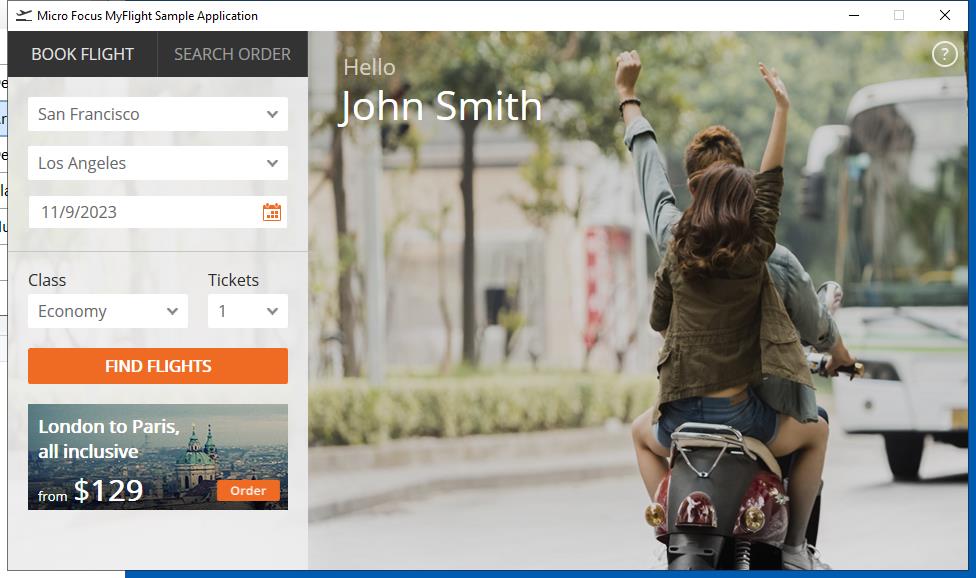 Micro Focus MyFlight Sample Application
BOOK FLIGHT
SEARCH ORDER
?
Hello
John Smith
San Francisco
Los Angeles
11/9/2023
Class
Tickets
Economy
1
FIND FLIGHTS
London to Paris,
all inclusive
from $129
Order